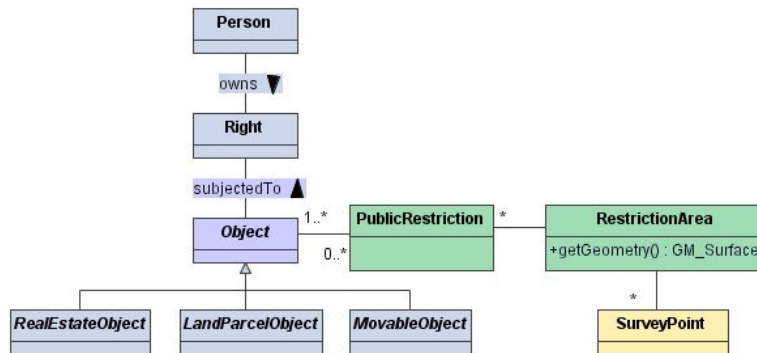 Person
owns
Right
subjectedTo
Object
1..*
0..*
PublicRestriction
*
RestrictionArea
+getGeometry() : GM_Surface
*
RealEstateObject
LandParcelObject
MovableObject
SurveyPoint